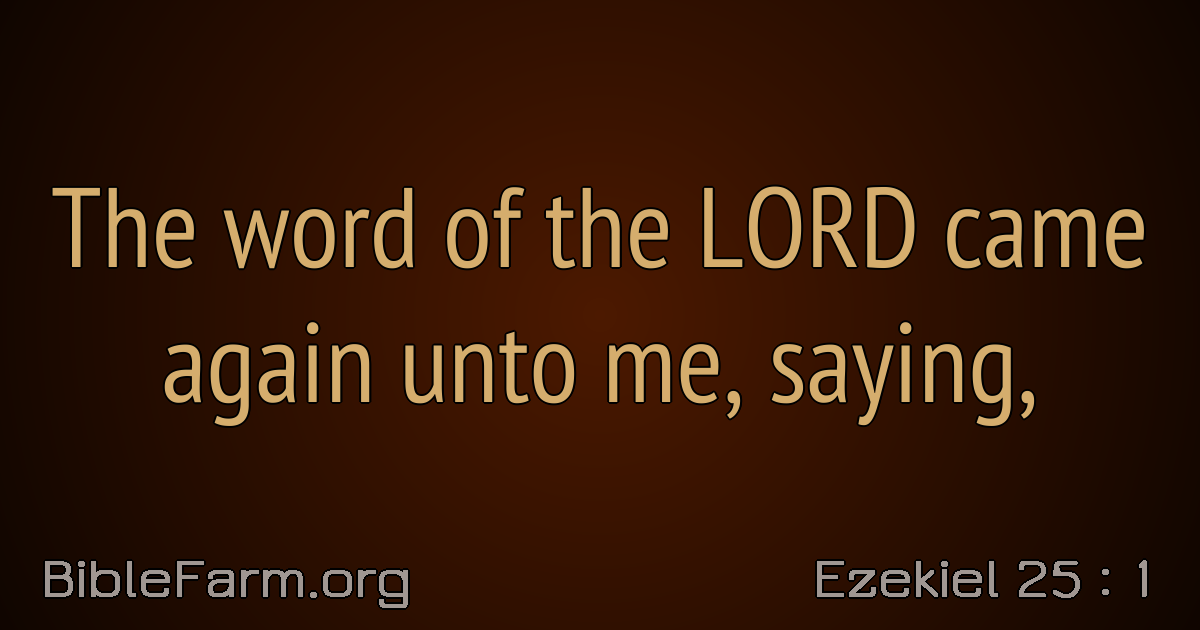 The word of the LORD came
again unto me, saying,
BibleFarm.org
Ezekiel 25 : 1